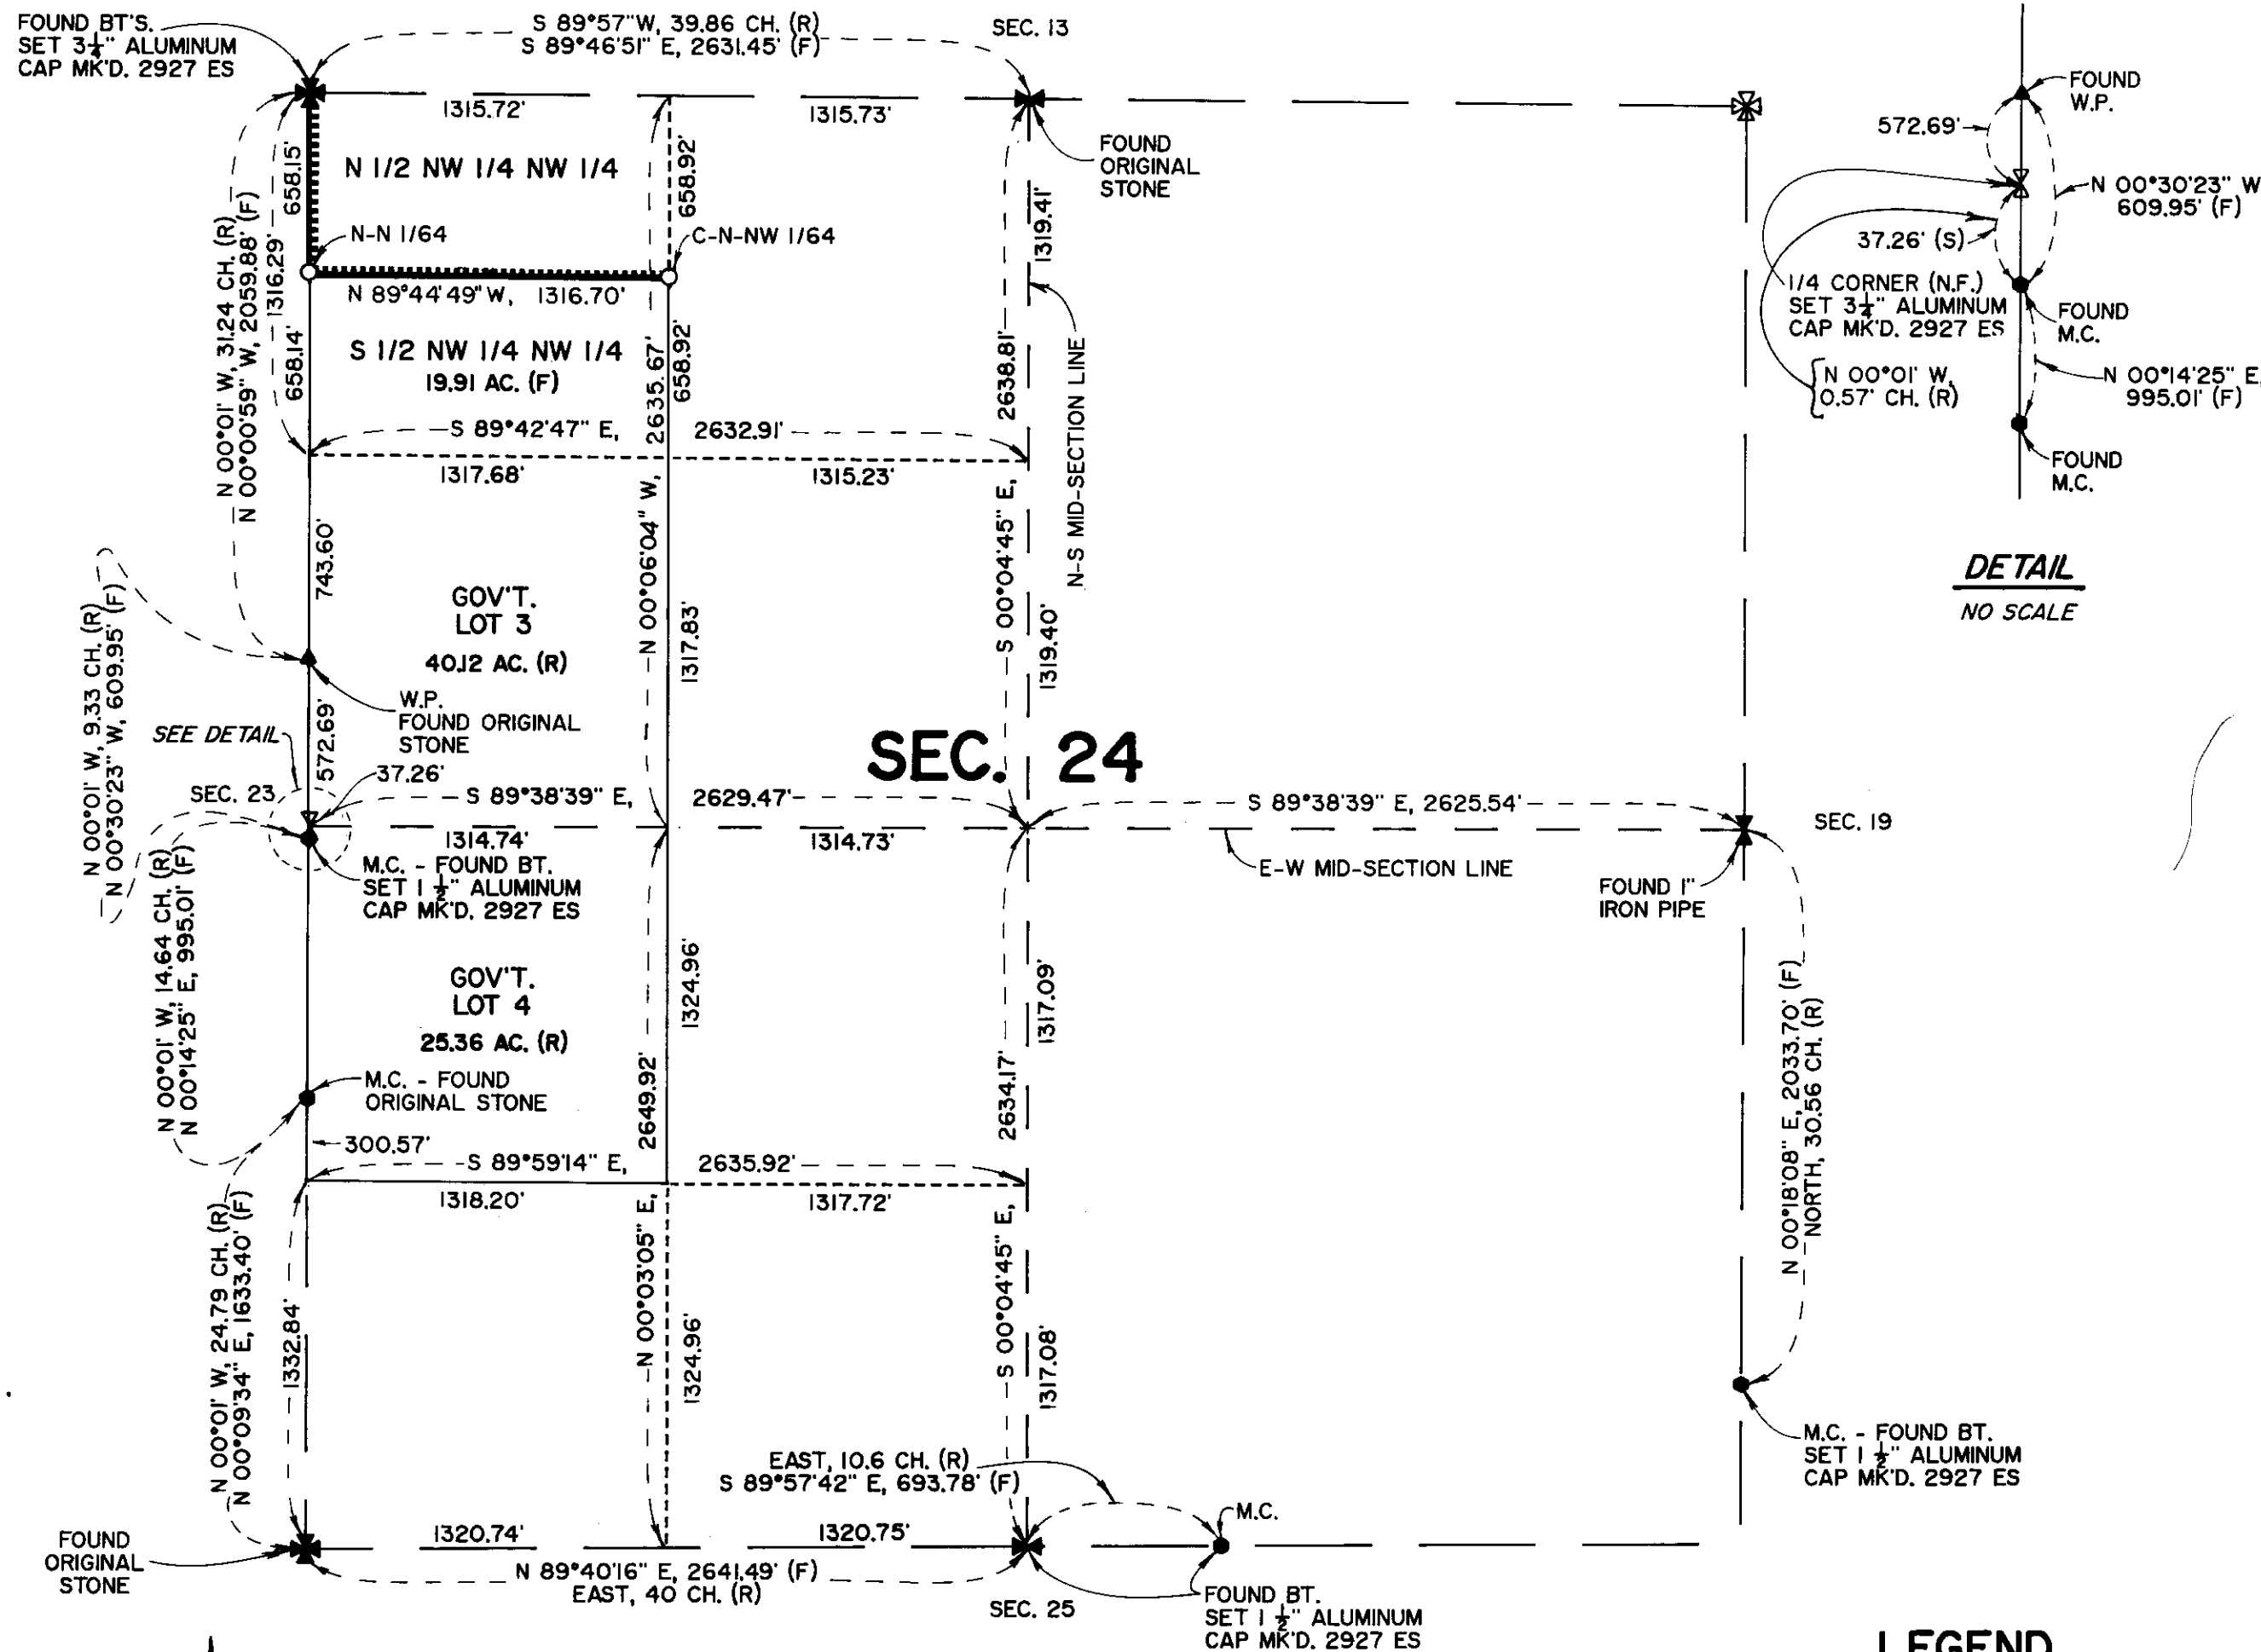 FOUND BT'S.
SET 3 1/4" ALUMINUM
CAP MK'D. 2927 ES
S 89°57"W, 39.86 CH. (R)
S 89°46'51" E, 2631.45' (F)
SEC. 13
1315.72'
1315.73'
FOUND
ORIGINAL
STONE
N 1/2 NW 1/4 NW 1/4
658.15'
658.92'
1319.41'
N 00°01' W, 31.24 CH. (R)
N 00°00'59" W, 2059.88' (F)
1316.29'
N-N 1/64
C-N-NW 1/64
N 89°44'49" W, 1316.70'
S 1/2 NW 1/4 NW 1/4
19.91 AC. (F)
658.14'
658.92'
N 00°06'04" W, 2635.67'
S 00°04'45" E, 2638.81'
N-S MID-SECTION LINE
S 89°42'47" E, 2632.91'
1317.68'
1315.23'
743.60'
GOV'T.
LOT 3
40.12 AC. (R)
1317.83'
1319.40'
N 00°01' W, 9.33 CH. (R)
N 00°30'23" W, 609.95' (F)
W.P.
FOUND ORIGINAL
STONE
572.69'
SEE DETAIL
37.26'
SEC. 24
SEC. 23
S 89°38'39" E, 2629.47'
S 89°38'39" E, 2625.54'
SEC. 19
1314.74'
1314.73'
E-W MID-SECTION LINE
M.C. - FOUND BT.
SET 1 1/2" ALUMINUM
CAP MK'D. 2927 ES
FOUND 1"
IRON PIPE
N 00°01' W, 14.64 CH. (R)
N 00°14'25" E, 995.01' (F)
GOV'T.
LOT 4
25.36 AC. (R)
1324.96'
1317.09'
M.C. - FOUND
ORIGINAL STONE
300.57'
N 00°03'05" E, 2649.92'
S 00°04'45" E, 2634.17'
N 00°18'08" E, 2033.70' (F)
NORTH, 30.56 CH. (R)
S 89°59'14" E, 2635.92'
1318.20'
1317.72'
N 00°01' W, 24.79 CH. (R)
N 00°09'34" E, 1633.40' (F)
1332.84'
1324.96'
1317.08'
M.C. - FOUND BT.
SET 1 1/2" ALUMINUM
CAP MK'D. 2927 ES
EAST, 10.6 CH. (R)
S 89°57'42" E, 693.78' (F)
M.C.
FOUND
ORIGINAL
STONE
1320.74'
1320.75'
N 89°40'16" E, 2641.49' (F)
EAST, 40 CH. (R)
SEC. 25
FOUND BT.
SET 1 1/2" ALUMINUM
CAP MK'D. 2927 ES
FOUND
W.P.
572.69'
N 00°30'23" W
609.95' (F)
37.26' (S)
1/4 CORNER (N.F.)
SET 3 1/4" ALUMINUM
CAP MK'D. 2927 ES
FOUND
M.C.
N 00°01' W,
0.57' CH. (R)
N 00°14'25" E,
995.01' (F)
FOUND
M.C.
DETAIL
NO SCALE
LEGEND